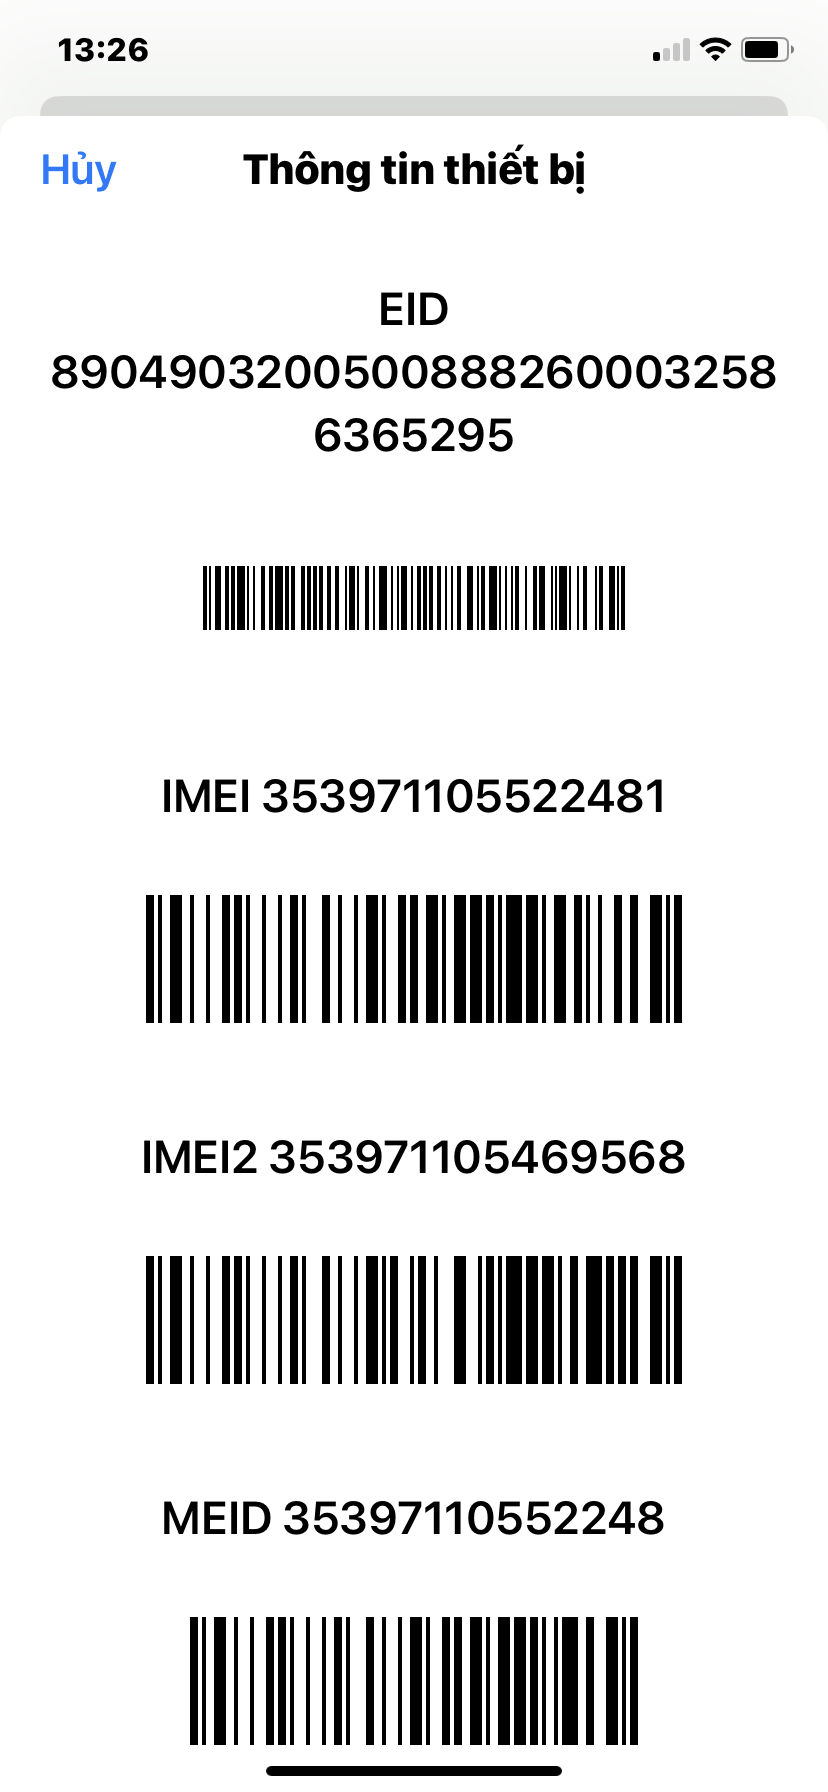 13:26
Hủy
Thông tin thiết bị
EID
8904903200500888260003258
6365295
IMEI 353971105522481
IMEI2 353971105469568
MEID 35397110552248